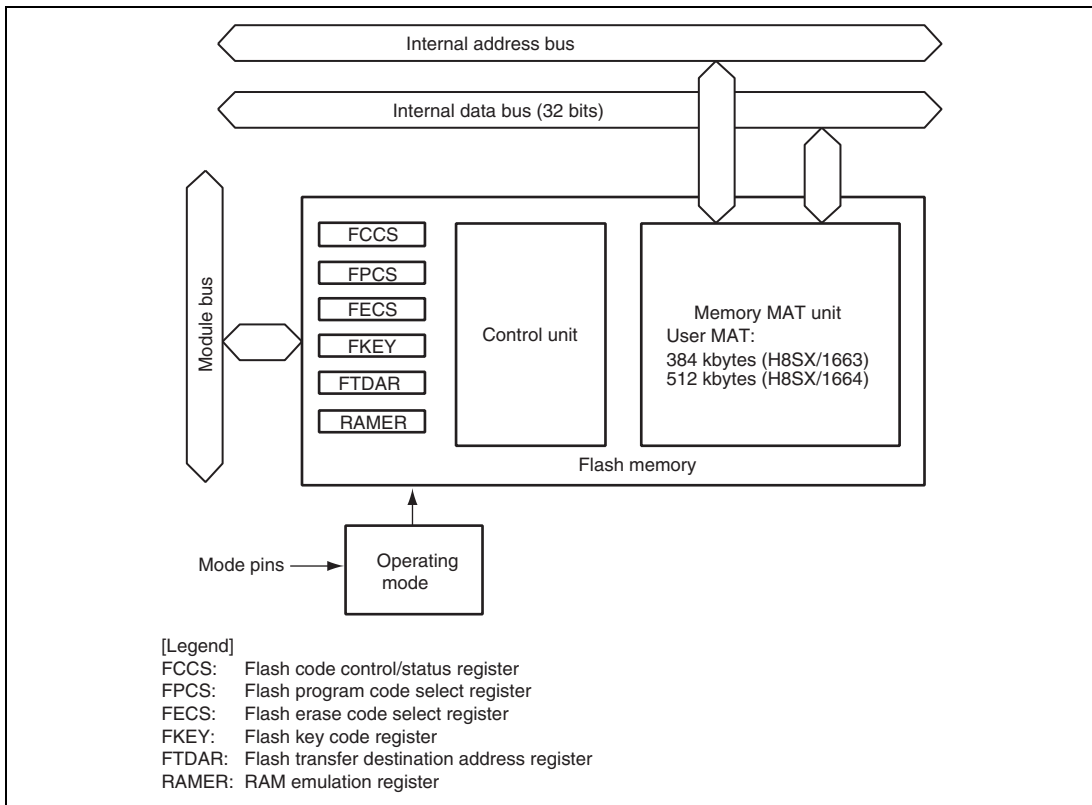 Internal address bus
Internal data bus (32 bits)
Module bus
FCCS
FPCS
FECS
FKEY
FTDAR
RAMER
Control unit
Memory MAT unit
User MAT:
384 kbytes (H8SX/1663)
512 kbytes (H8SX/1664)
Flash memory
Mode pins
Operating
mode
[Legend]
FCCS: Flash code control/status register
FPCS: Flash program code select register
FECS: Flash erase code select register
FKEY: Flash key code register
FTDAR: Flash transfer destination address register
RAMER: RAM emulation register